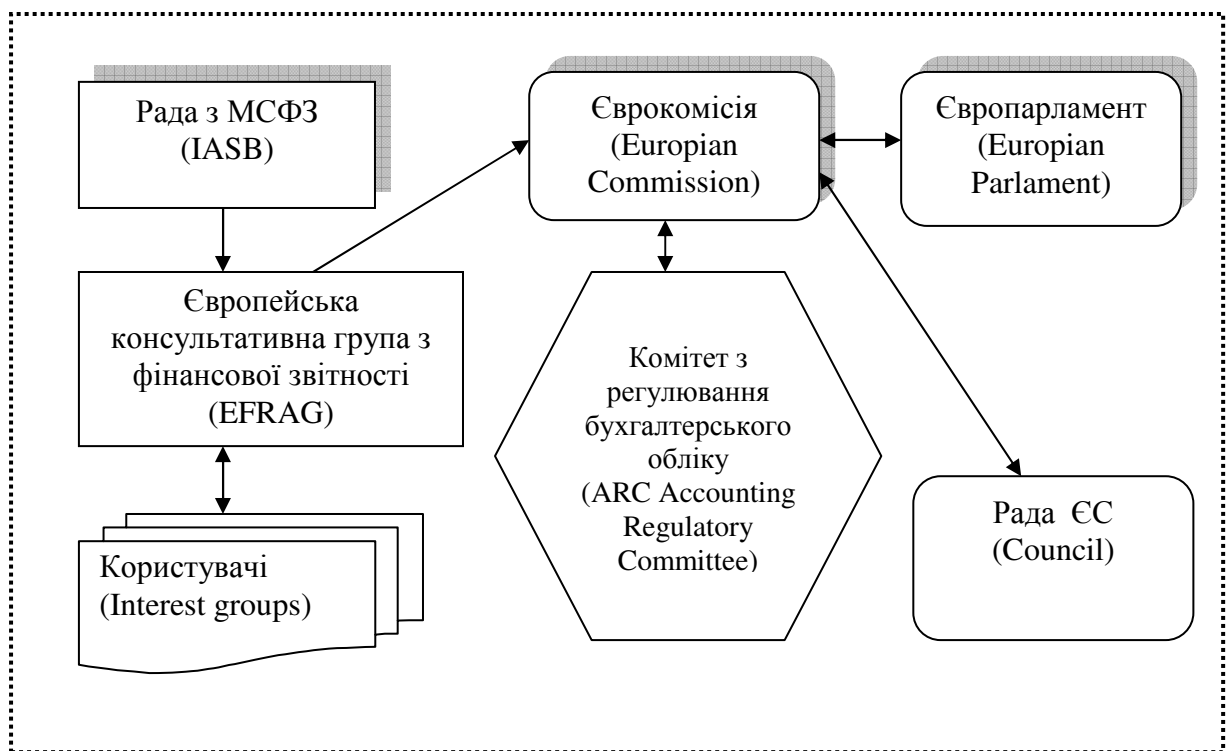 Рада з МСФЗ
(IASB)
Єврокомісія
(Europian
Commission)
Європарламент
(Europian
Parlament)
Європейська
консультативна група з
фінансової звітності
(EFRAG)
Комітет з
регулювання
бухгалтерського
обліку
(ARC Accounting
Regulatory
Committee)
Рада ЄС
(Council)
Користувачі
(Interest groups)